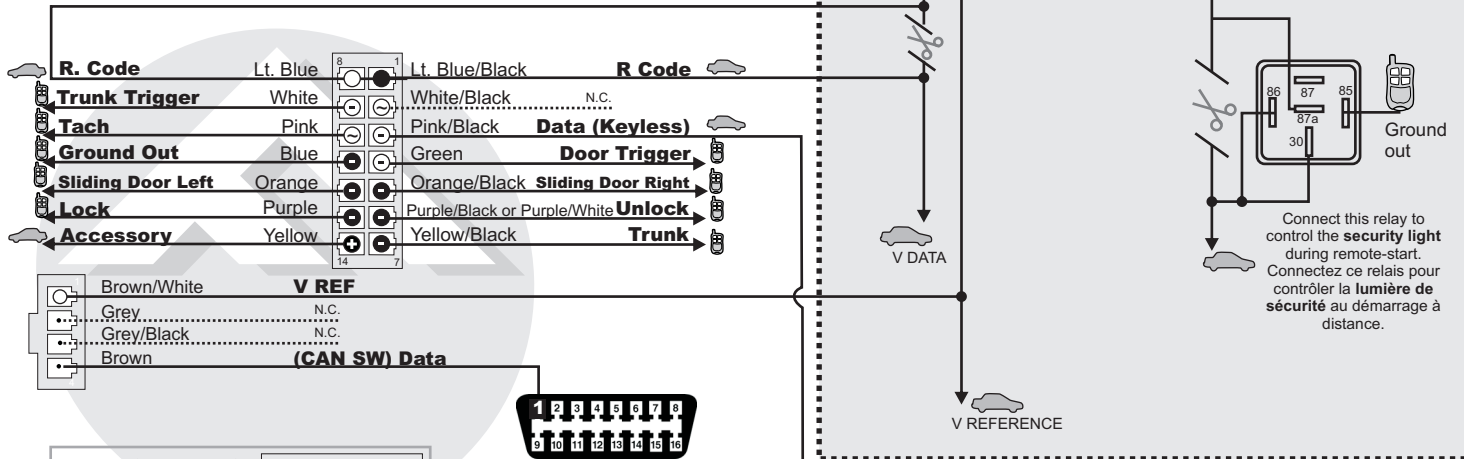 8 1
R. Code Lt. Blue Lt. Blue/Black R Code
Trunk Trigger White White/Black N.C.
Tach Pink Pink/Black Data (Keyless)
Ground Out Blue Green Door Trigger
Sliding Door Left Orange Orange/Black Sliding Door Right
Lock Purple Purple/Black or Purple/White Unlock
Accessory Yellow Yellow/Black Trunk
14 7
Brown/White V REF
Grey N.C.
Grey/Black N.C.
Brown (CAN SW) Data
1 2 3 4 5 6 7 8
9 10 11 12 13 14 15 16
V DATA
V REFERENCE
86 87 85
87a
30
Ground
out
Connect this relay to
control the security light
during remote-start.
Connectez ce relais pour
contrôler la lumière de
sécurité au démarrage à
distance.